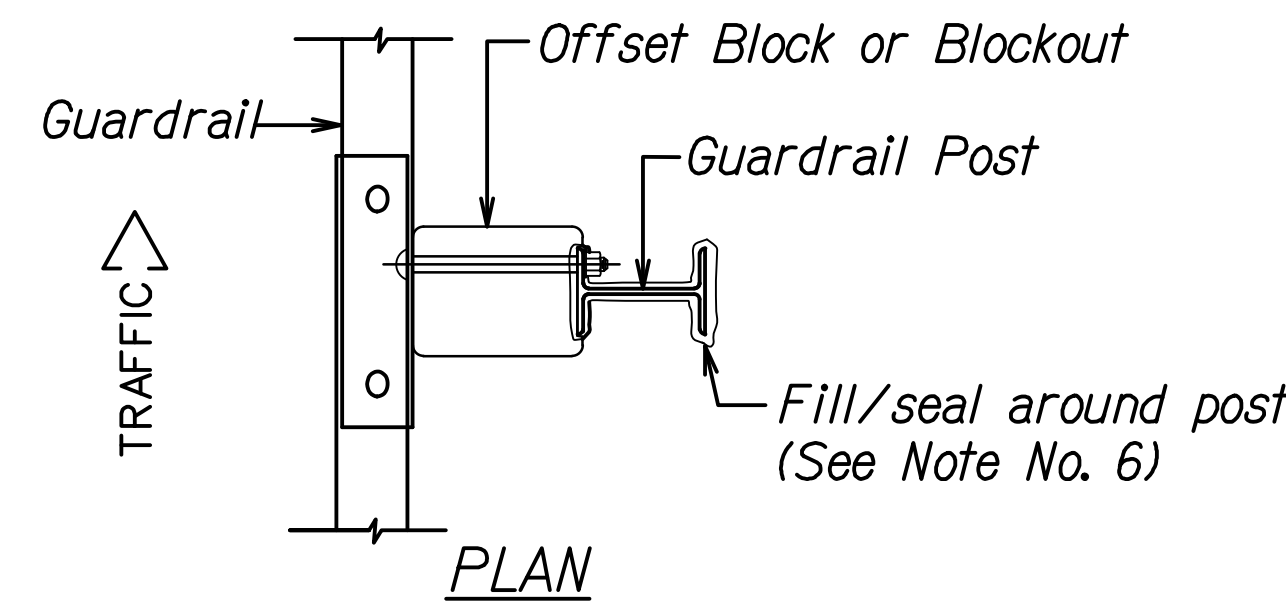 Offset Block or Blockout
Guardrail
Guardrail Post
TRAFFIC
Fill/seal around post
(See Note No. 6)
PLAN